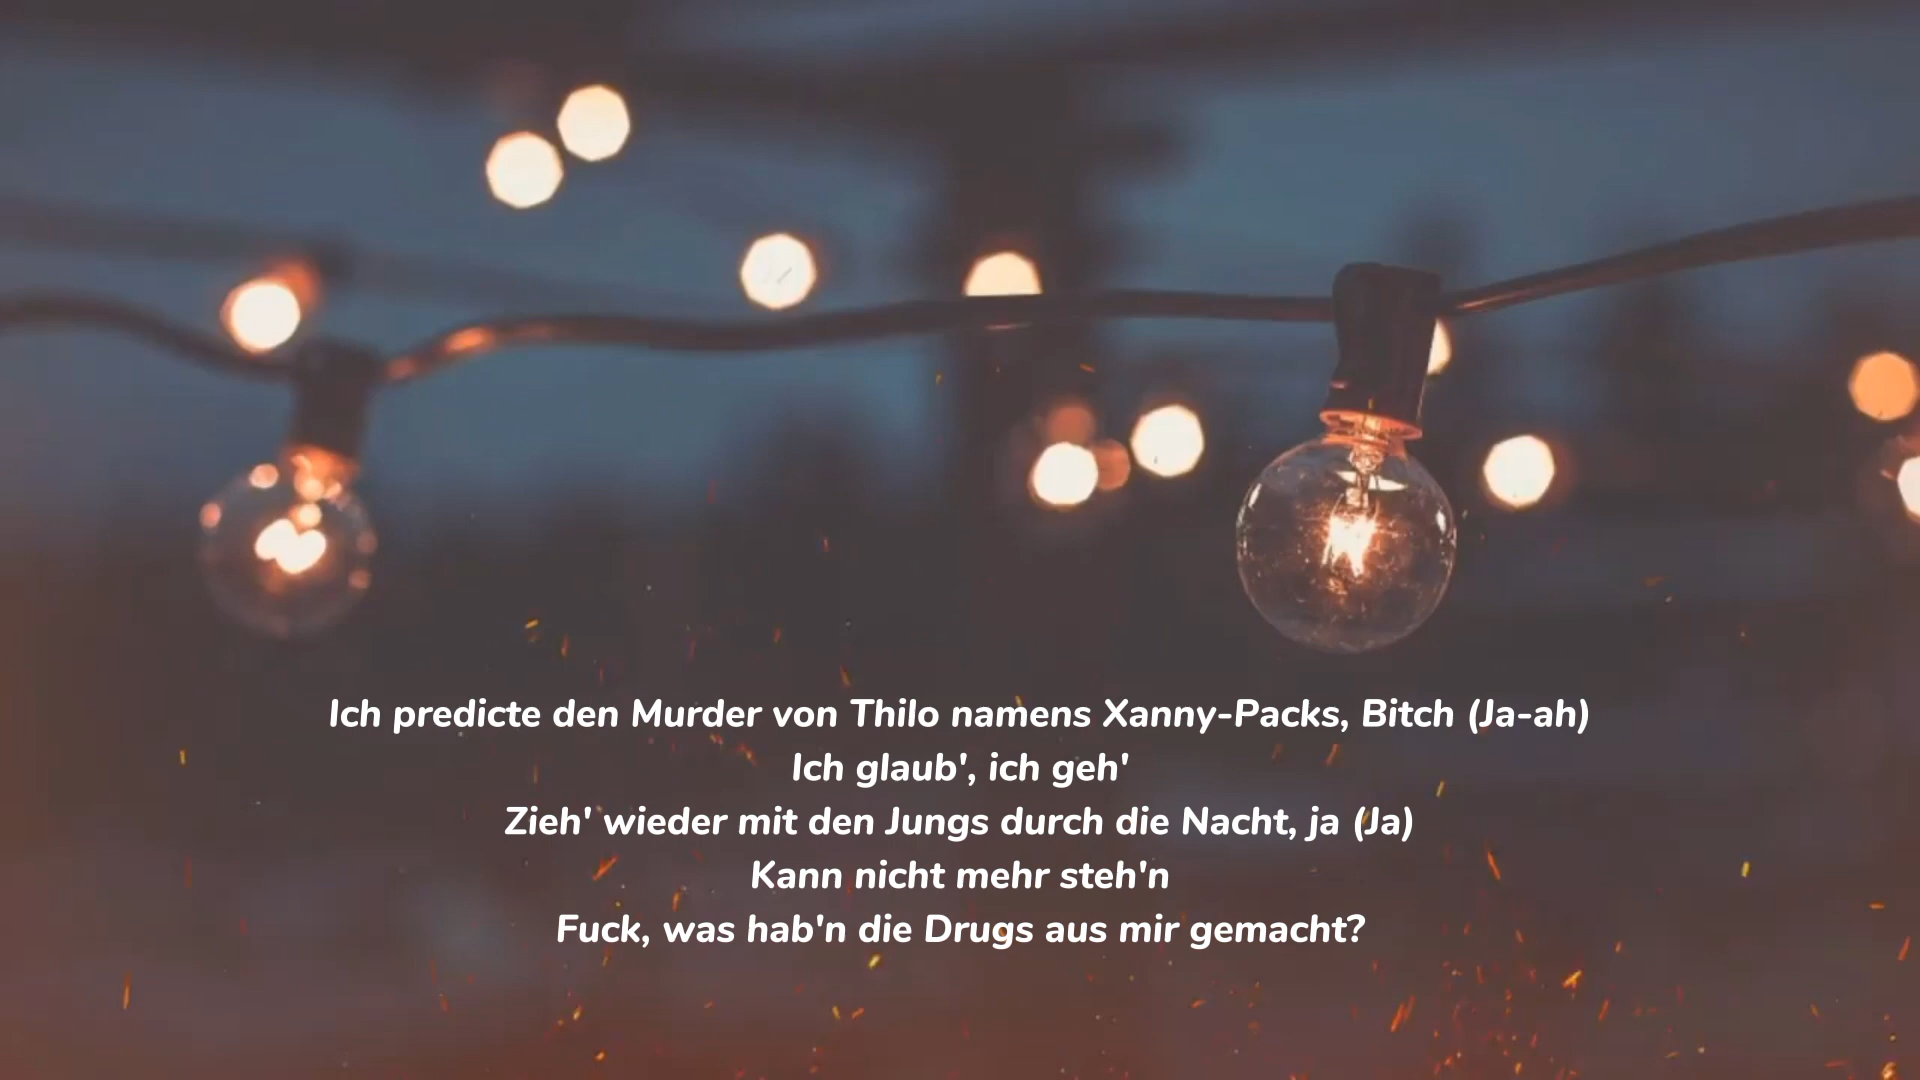 Ich predicte den Murder von Thilo namens Xanny-Packs, Bitch (Ja-ah)
Ich glaub', ich geh'
Zieh' wieder mit den Jungs durch die Nacht, ja (Ja)
Kann nicht mehr steh'n
Fuck, was hab'n die Drugs aus mir gemacht?